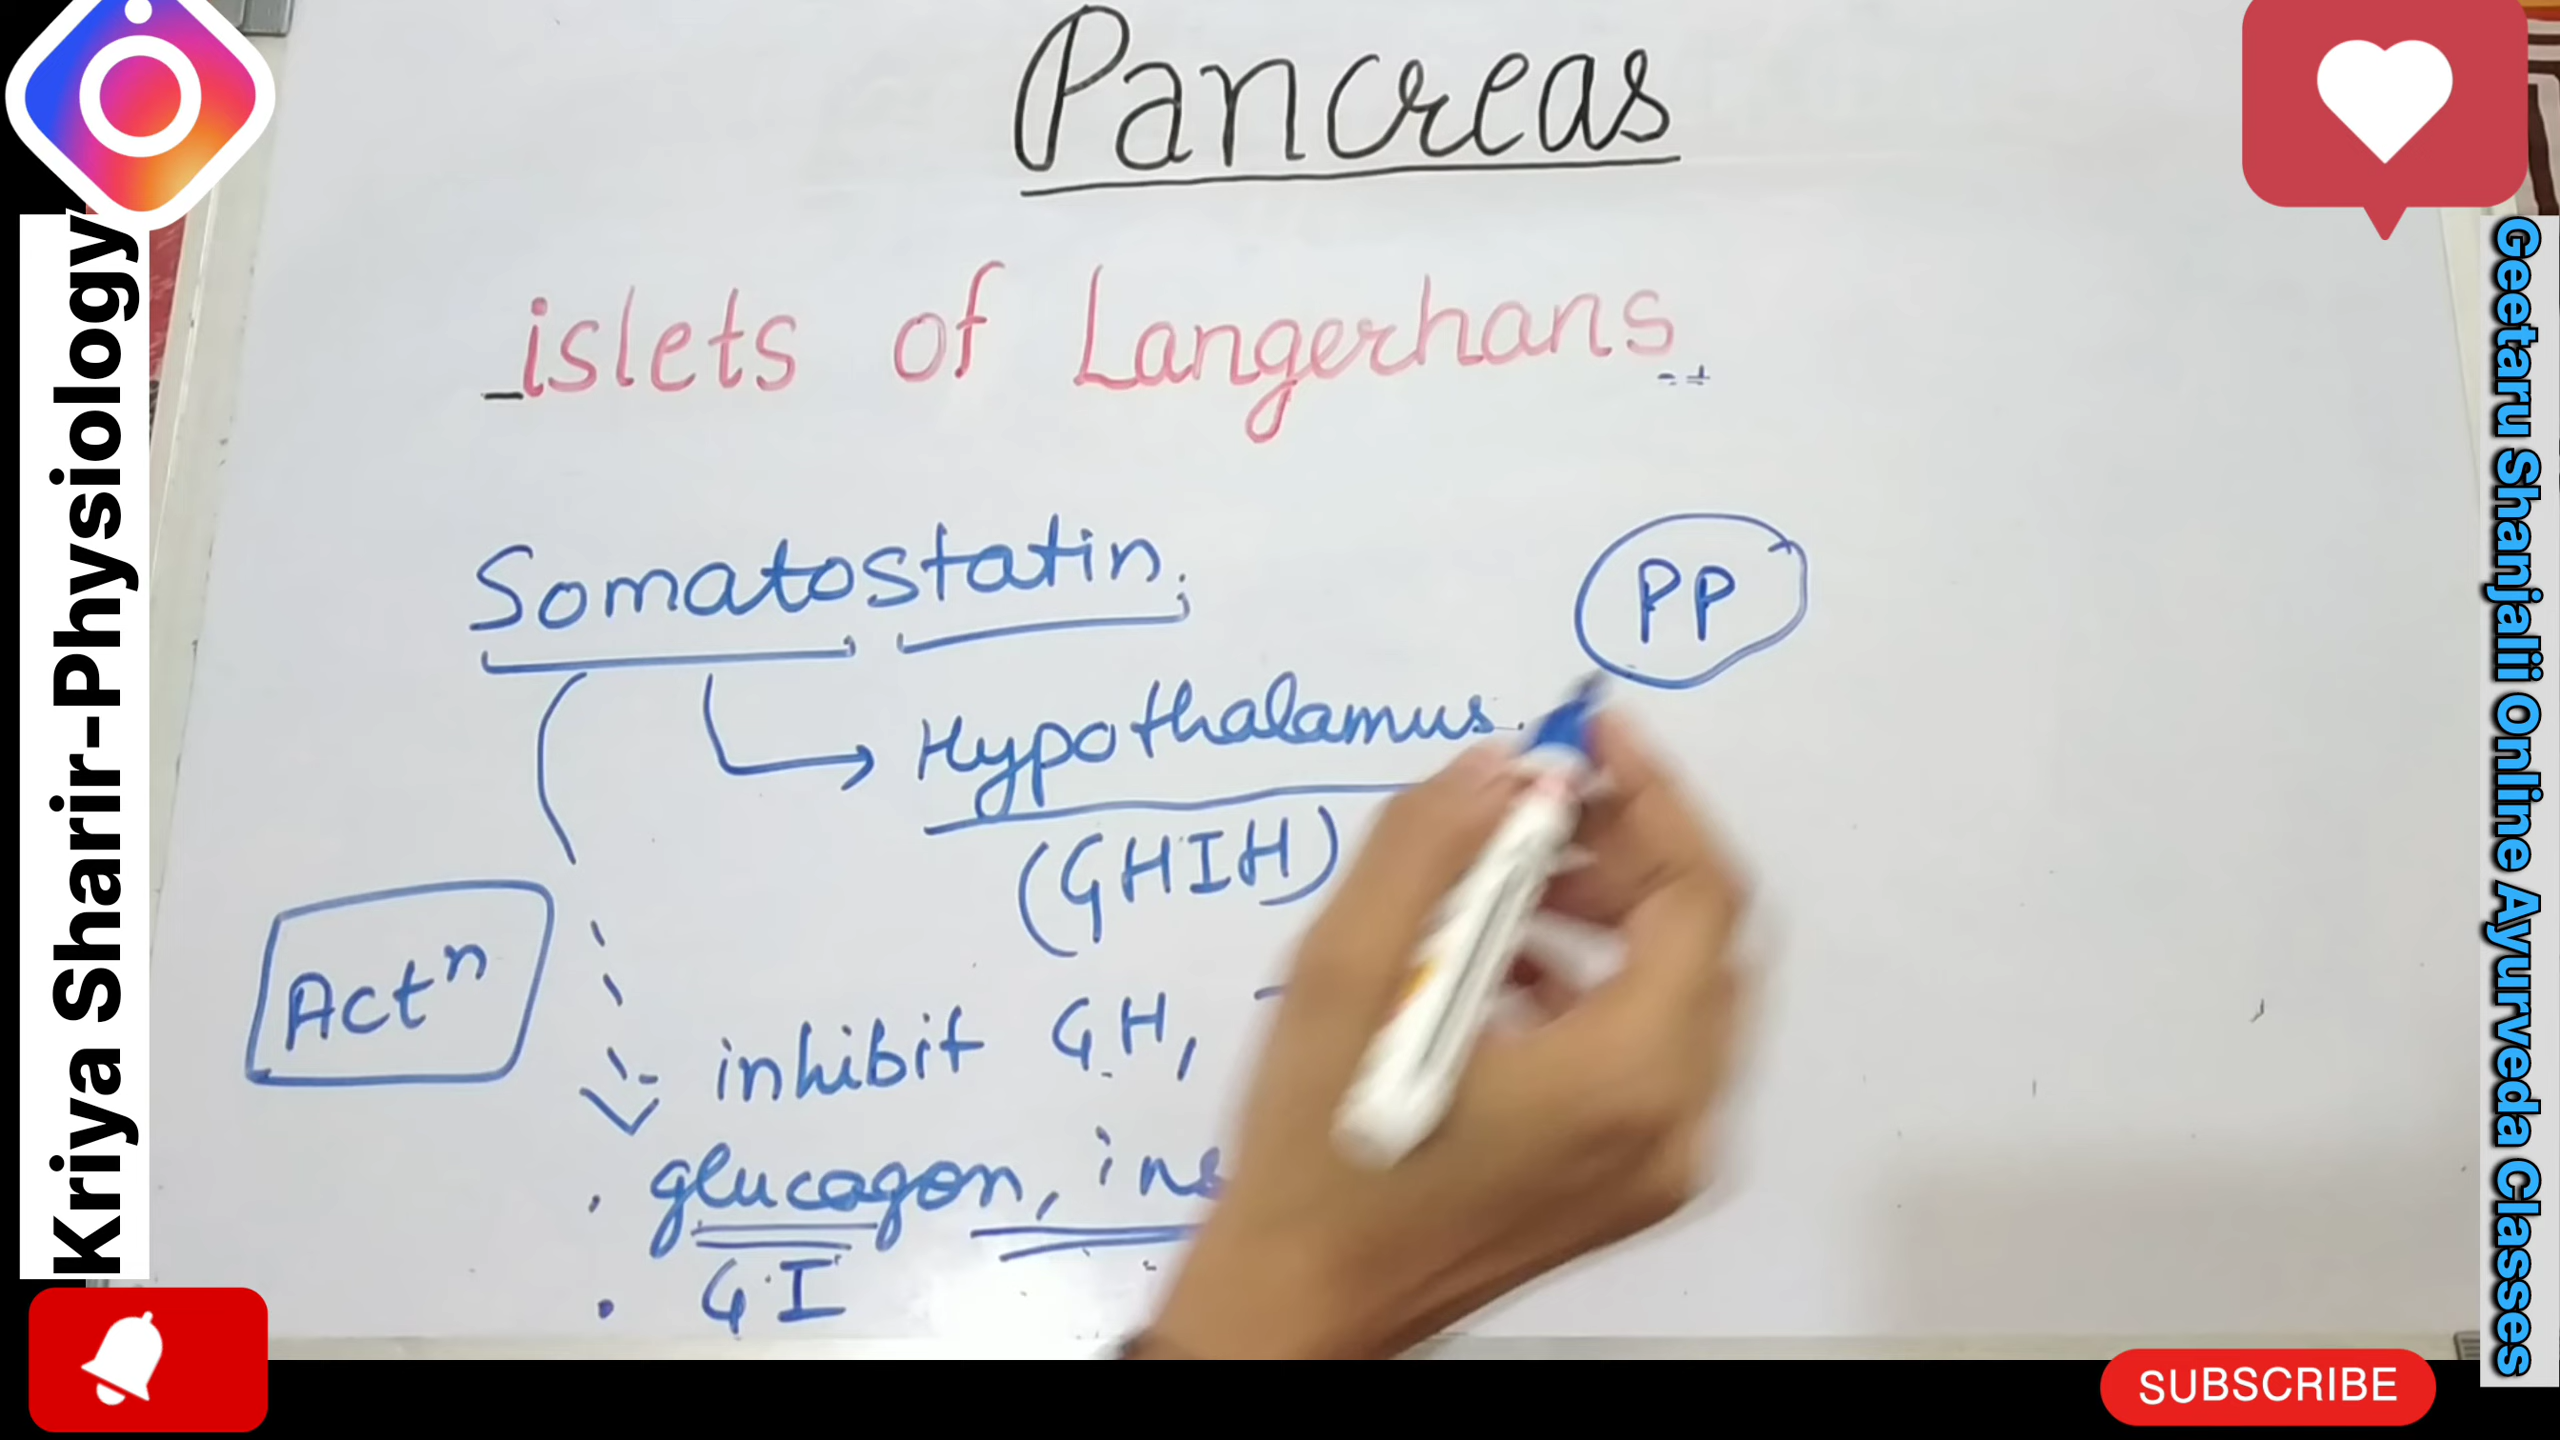 Pancreas
islets of Langerhans
Somatostatin
PP
Hypothalamus
(GHIH)
Actⁿ
inhibit GH,
glucagon,
GI
Kriya Sharir-Physiology
Geetaru Shanjalii Online Ayurveda Classes
SUBSCRIBE